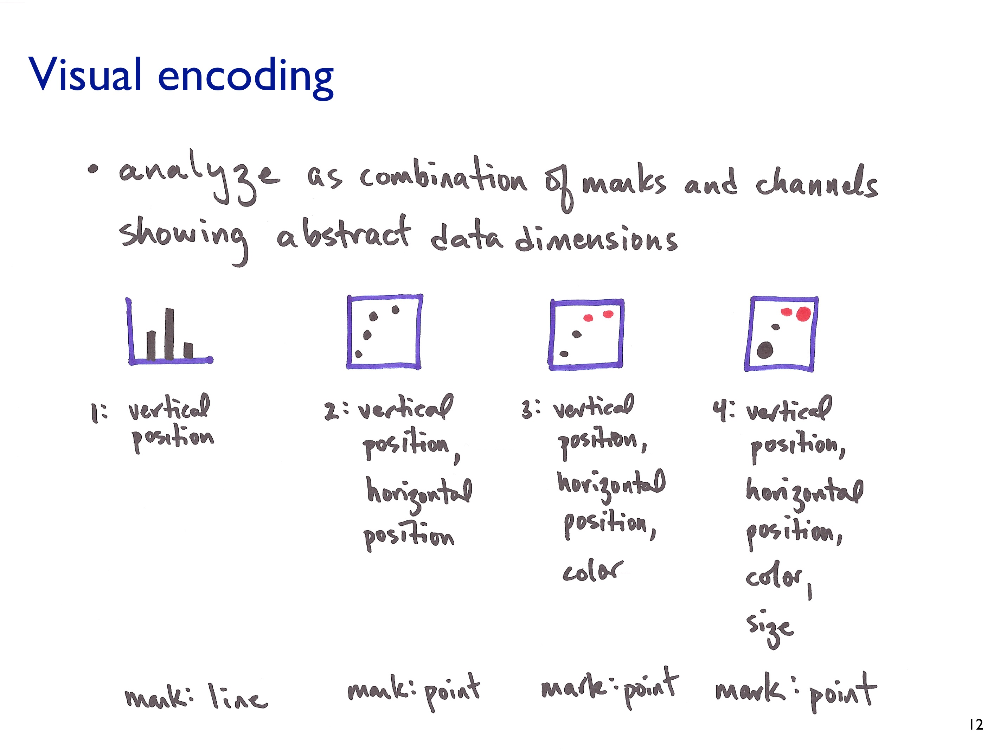 Visual encoding
• analyze as combination of marks and channels
showing abstract data dimensions
1: vertical
position
mark: line
2: vertical
position,
horizontal
position
mark: point
3: vertical
position,
horizontal
position,
color
mark: point
4: vertical
position,
horizontal
position,
color,
size
mark: point
12